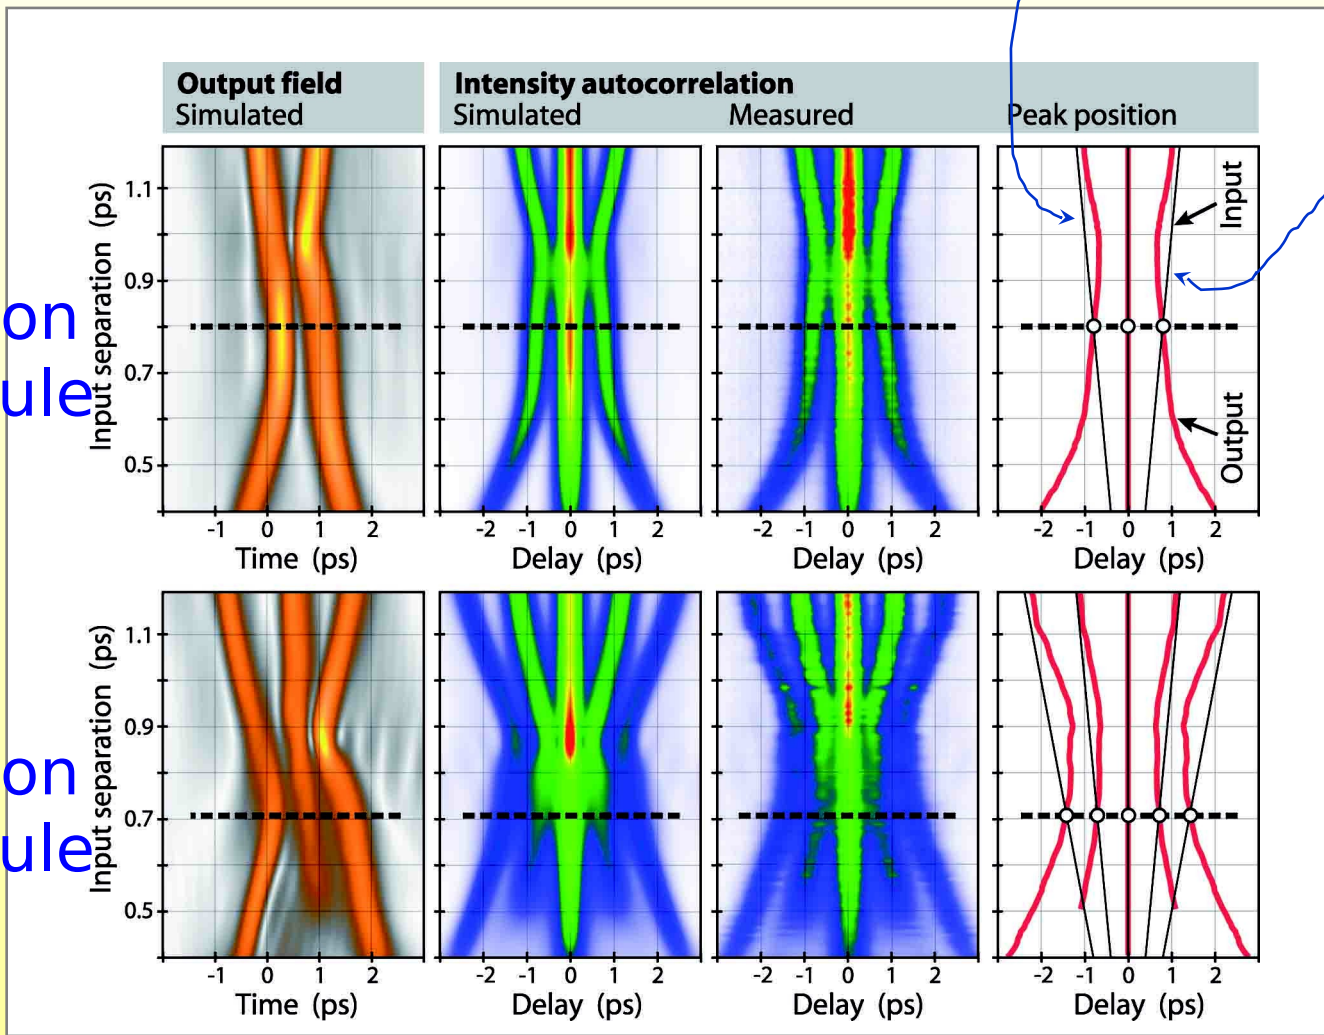 Output field
Simulated
Intensity autocorrelation
Simulated
Measured
Peak position
on
ule
Input separation (ps)
1.1
0.9
0.7
0.5
Input
Output
-1 0 1 2
Time (ps)
-2 -1 0 1 2
Delay (ps)
-2 -1 0 1 2
Delay (ps)
-2 -1 0 1 2
Delay (ps)
on
ule
Input separation (ps)
1.1
0.9
0.7
0.5
-1 0 1 2
Time (ps)
-2 -1 0 1 2
Delay (ps)
-2 -1 0 1 2
Delay (ps)
-2 -1 0 1 2
Delay (ps)